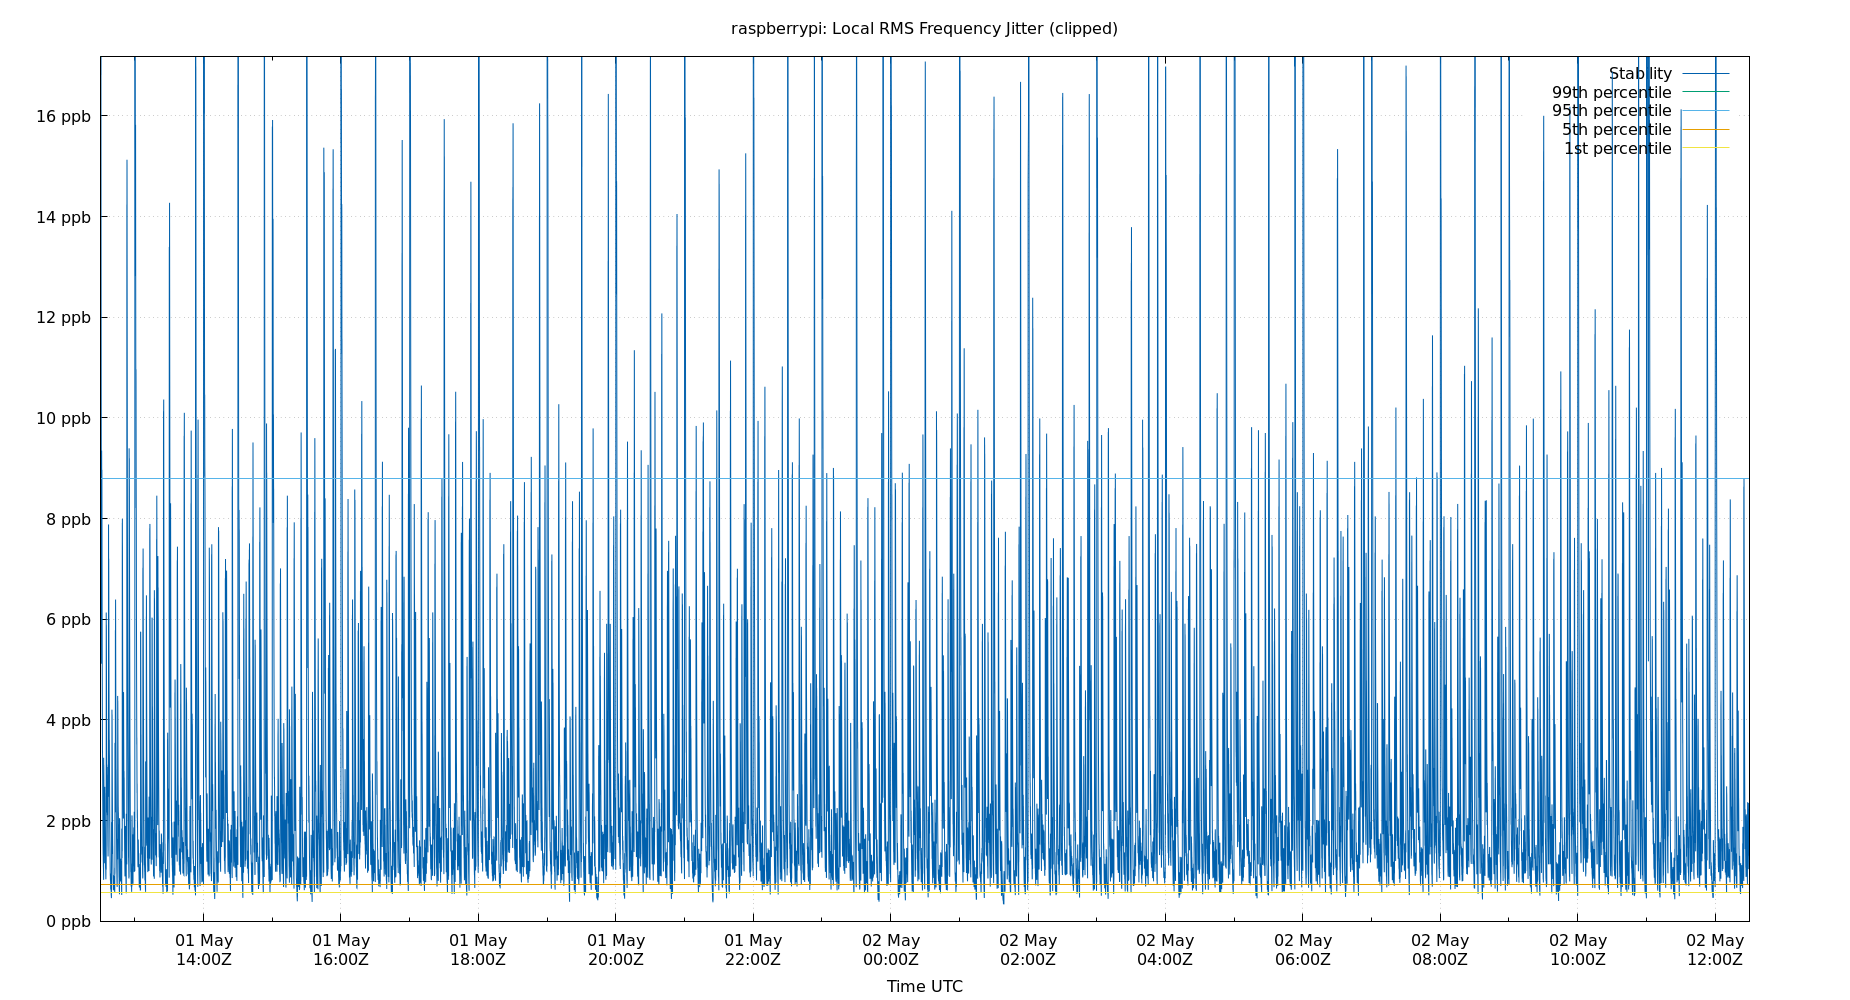 raspberrypi: Local RMS Frequency Jitter (clipped)
Stability
99th percentile
95th percentile
5th percentile
1st percentile
16 ppb
14 ppb
12 ppb
10 ppb
8 ppb
6 ppb
4 ppb
2 ppb
0 ppb
01 May 01 May 01 May 01 May 01 May 02 May 02 May 02 May 02 May 02 May 02 May 02 May
14:00Z 16:00Z 18:00Z 20:00Z 22:00Z 00:00Z 02:00Z 04:00Z 06:00Z 08:00Z 10:00Z 12:00Z
Time UTC